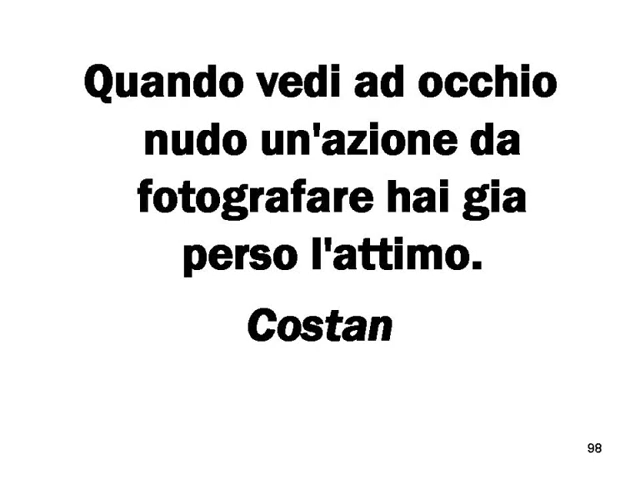 Quando vedi ad occhio
nudo un'azione da
fotografare hai gia
perso l'attimo.
Costan
98